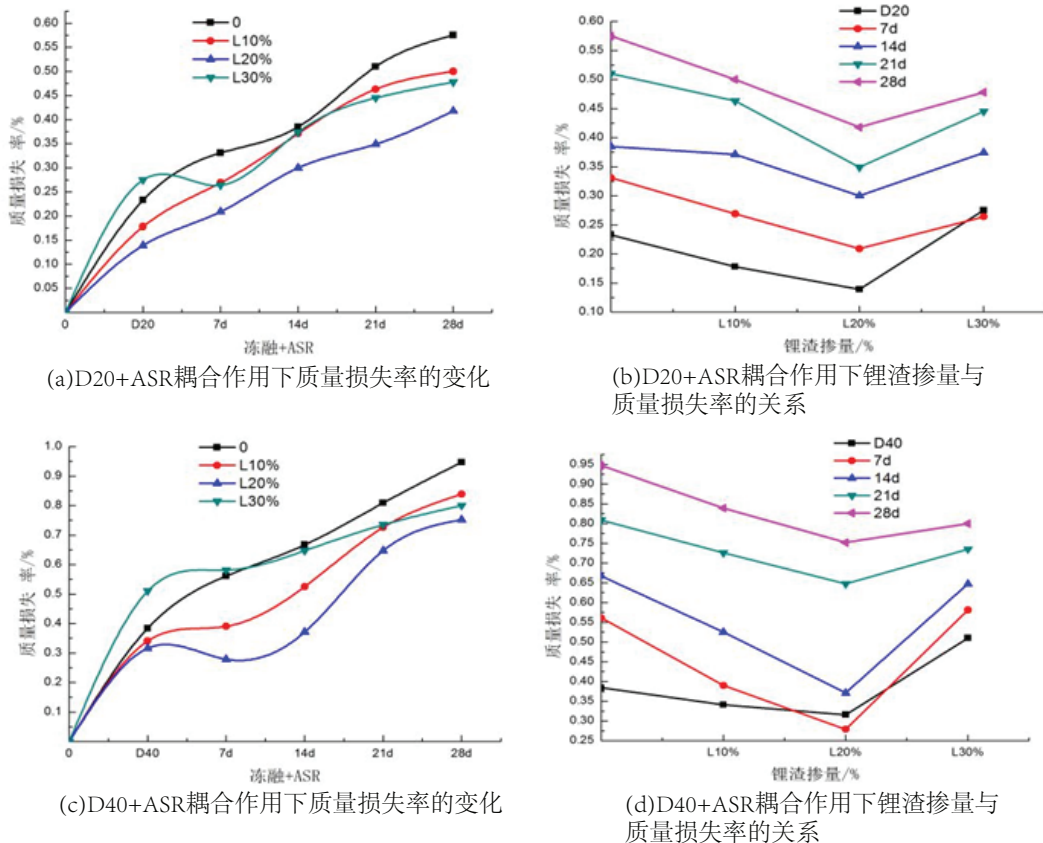 0
L10%
L20%
L30%
质量损失 率/%
0.60
0.55
0.50
0.45
0.40
0.35
0.30
0.25
0.20
0.15
0.10
0.05
0 D20 7d 14d 21d 28d
冻融+ASR
(a)D20+ASR耦合作用下质量损失率的变化
D20
7d
14d
21d
28d
质量损失 率/%
0.60
0.55
0.50
0.45
0.40
0.35
0.30
0.25
0.20
0.15
0.10
L10% L20% L30%
锂渣掺量/%
(b)D20+ASR耦合作用下锂渣掺量与
质量损失率的关系
0
L10%
L20%
L30%
质量损失 率/%
1.0
0.9
0.8
0.7
0.6
0.5
0.4
0.3
0.2
0.1
0 D40 7d 14d 21d 28d
冻融+ASR
(c)D40+ASR耦合作用下质量损失率的变化
D40
7d
14d
21d
28d
质量损失 率/%
0.95
0.90
0.85
0.80
0.75
0.70
0.65
0.60
0.55
0.50
0.45
0.40
0.35
0.30
0.25
L10% L20% L30%
锂渣掺量/%
(d)D40+ASR耦合作用下锂渣掺量与
质量损失率的关系